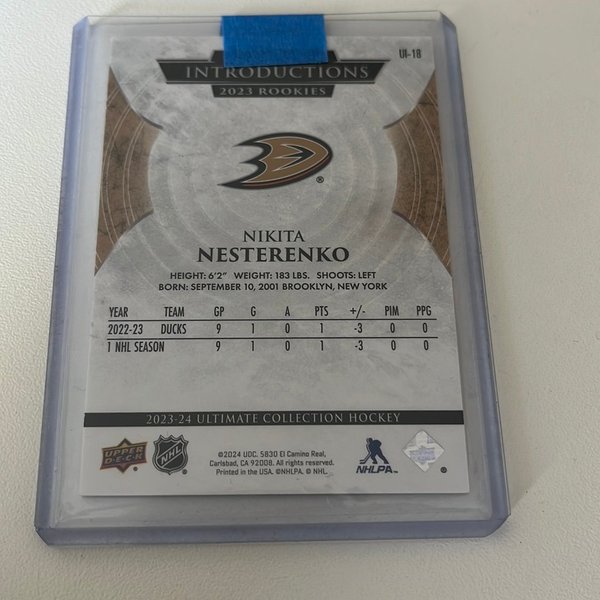 UI-18
INTRODUCTIONS
2023 ROOKIES
®
NIKITA
NESTERENKO
HEIGHT: 6'2" WEIGHT: 183 LBS. SHOOTS: LEFT
BORN: SEPTEMBER 10, 2001 BROOKLYN, NEW YORK
YEAR TEAM GP G A PTS +/- PIM PPG
2022-23 DUCKS 9 1 0 1 -3 0 0
1 NHL SEASON 9 1 0 1 -3 0 0
2023-24 ULTIMATE COLLECTION HOCKEY
UPPER DECK
NHL
©2024 UDC. 5830 El Camino Real,
Carlsbad, CA 92008. All rights reserved.
Printed in the USA. ©NHLPA. © NHL.
NHLPA